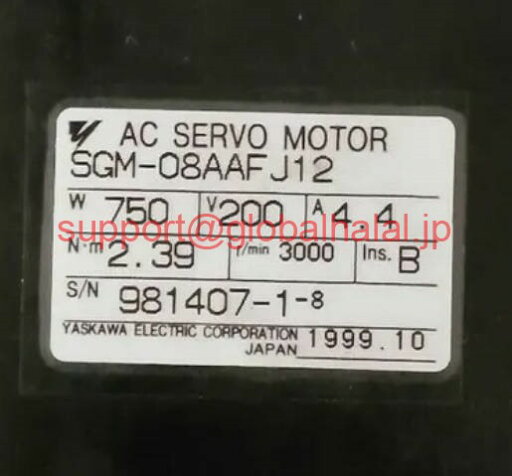 AC SERVO MOTOR
SGM-08AAFJ12
W 750 V 200 A 4.4
support@globalhalal.jp
N·m 2.39 r/min 3000 Ins. B
S/N 981407-1-8
YASKAWA ELECTRIC CORPORATION 1999.10
JAPAN